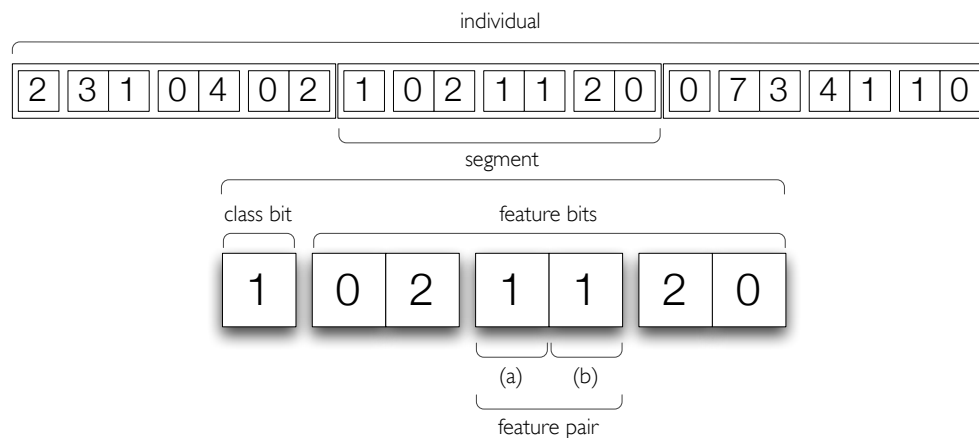 individual
2 3 1 0 4 0 2 1 0 2 1 1 2 0 0 7 3 4 1 1 0
segment
class bit feature bits
1 0 2 1 1 2 0
(a) (b)
feature pair